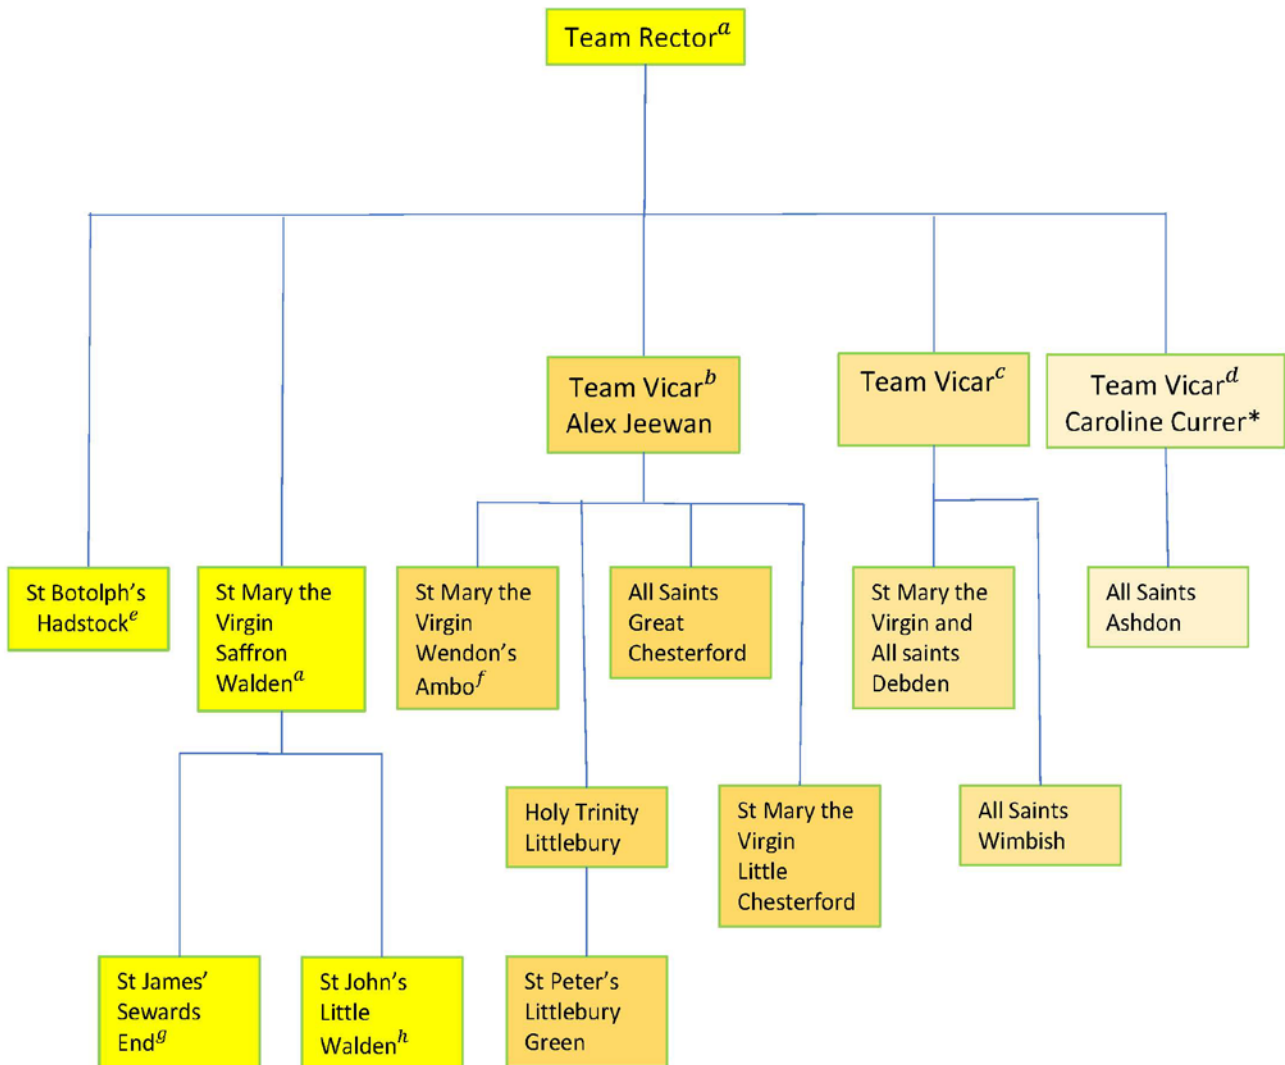 Team Rector^a
Team Vicar^b
Alex Jeewan
Team Vicar^c
Team Vicar^d
Caroline Currer*
St Botolph’s
Hadstock^e
St Mary the
Virgin
Saffron
Walden^a
St Mary the
Virgin
Wendon’s
Ambo^f
All Saints
Great
Chesterford
St Mary the
Virgin and
All saints
Debden
All Saints
Ashdon
Holy Trinity
Littlebury
St Mary the
Virgin
Little
Chesterford
All Saints
Wimbish
St James’
Sewards
End^g
St John’s
Little
Walden^h
St Peter’s
Littlebury
Green